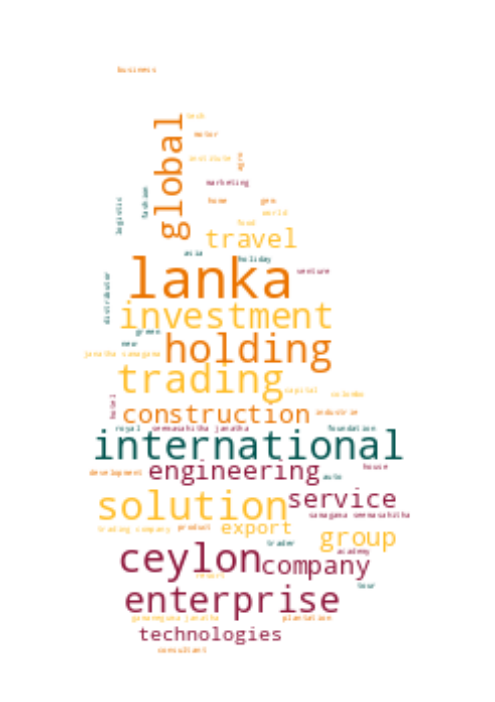 business
tech
global
motor
institute
agro
marketing
logistic
fashion
home gem
world
food
travel
asia
holiday
lanka
venture
distributor
investment
green
new
holding
janatha samagana
trading
capital
colombo
hotel
construction
industrie
royal seemasahitha janatha foundation
international
house
engineering
development
auto
solution
service
samagana seemasahitha
trading company product export
group
trader
academy
ceylon
company
resort
tour
enterprise
gammeguna janatha plantation
technologies
consultant